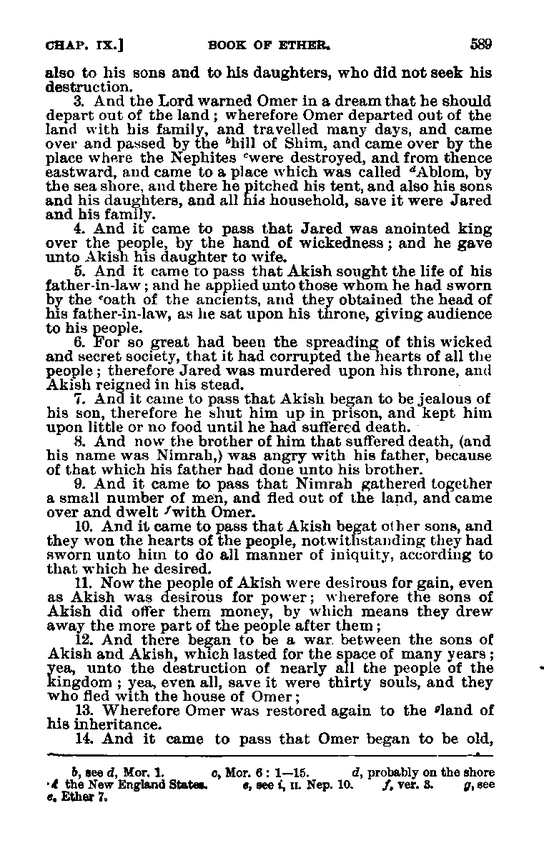 CHAP. IX.] BOOK OF ETHER. 589
also to his sons and to his daughters, who did not seek his
destruction.
3. And the Lord warned Omer in a dream that he should
depart out of the land; wherefore Omer departed out of the
land with his family, and travelled many days, and came
over and passed by the ᵇhill of Shim, and came over by the
place where the Nephites ᶜwere destroyed, and from thence
eastward, and came to a place which was called ᵈAblom, by
the sea shore, and there he pitched his tent, and also his sons
and his daughters, and all his household, save it were Jared
and his family.
4. And it came to pass that Jared was anointed king
over the people, by the hand of wickedness; and he gave
unto Akish his daughter to wife.
5. And it came to pass that Akish sought the life of his
father-in-law; and he applied unto those whom he had sworn
by the ᵉoath of the ancients, and they obtained the head of
his father-in-law, as he sat upon his throne, giving audience
to his people.
6. For so great had been the spreading of this wicked
and secret society, that it had corrupted the hearts of all the
people; therefore Jared was murdered upon his throne, and
Akish reigned in his stead.
7. And it came to pass that Akish began to be jealous of
his son, therefore he shut him up in prison, and kept him
upon little or no food until he had suffered death.
8. And now the brother of him that suffered death, (and
his name was Nimrah,) was angry with his father, because
of that which his father had done unto his brother.
9. And it came to pass that Nimrah gathered together
a small number of men, and fled out of the land, and came
over and dwelt ᶠwith Omer.
10. And it came to pass that Akish begat other sons, and
they won the hearts of the people, notwithstanding they had
sworn unto him to do all manner of iniquity, according to
that which he desired.
11. Now the people of Akish were desirous for gain, even
as Akish was desirous for power; wherefore the sons of
Akish did offer them money, by which means they drew
away the more part of the people after them;
12. And there began to be a war between the sons of
Akish and Akish, which lasted for the space of many years;
yea, unto the destruction of nearly all the people of the
kingdom; yea, even all, save it were thirty souls, and they
who fled with the house of Omer;
13. Wherefore Omer was restored again to the ᵍland of
his inheritance.
14. And it came to pass that Omer began to be old,
b, see d, Mor. 1. c, Mor. 6: 1—15. d, probably on the shore
the New England States. e, see i, II. Nep. 10. f, ver. 3. g, see
e, Ether 7.